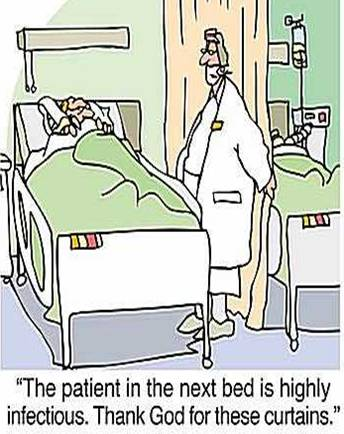 “The patient in the next bed is highly
infectious. Thank God for these curtains.”